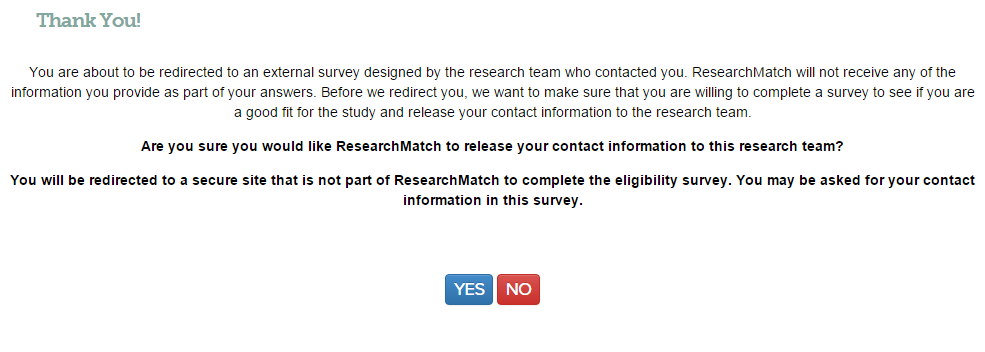 Thank You!
You are about to be redirected to an external survey designed by the research team who contacted you. ResearchMatch will not receive any of the
information you provide as part of your answers. Before we redirect you, we want to make sure that you are willing to complete a survey to see if you are
a good fit for the study and release your contact information to the research team.
Are you sure you would like ResearchMatch to release your contact information to this research team?
You will be redirected to a secure site that is not part of ResearchMatch to complete the eligibility survey. You may be asked for your contact
information in this survey.
YES NO